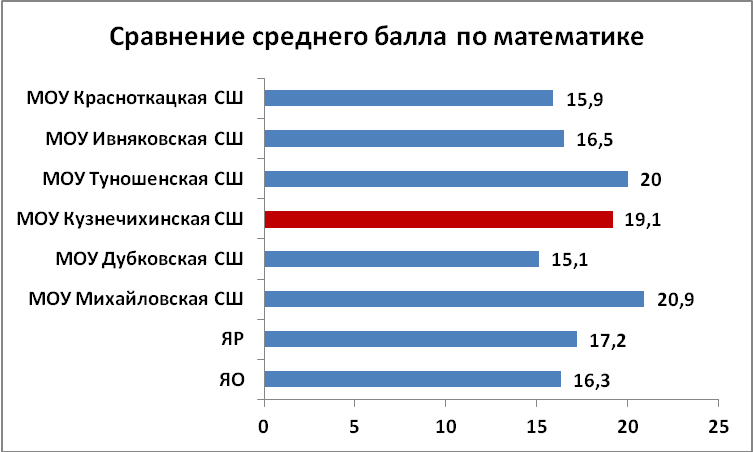 Сравнение среднего балла по математике
МОУ Красноткацкая СШ 15,9
МОУ Ивняковская СШ 16,5
МОУ Туношенская СШ 20
МОУ Кузнечихинская СШ 19,1
МОУ Дубковская СШ 15,1
МОУ Михайловская СШ 20,9
ЯР 17,2
ЯО 16,3
0 5 10 15 20 25